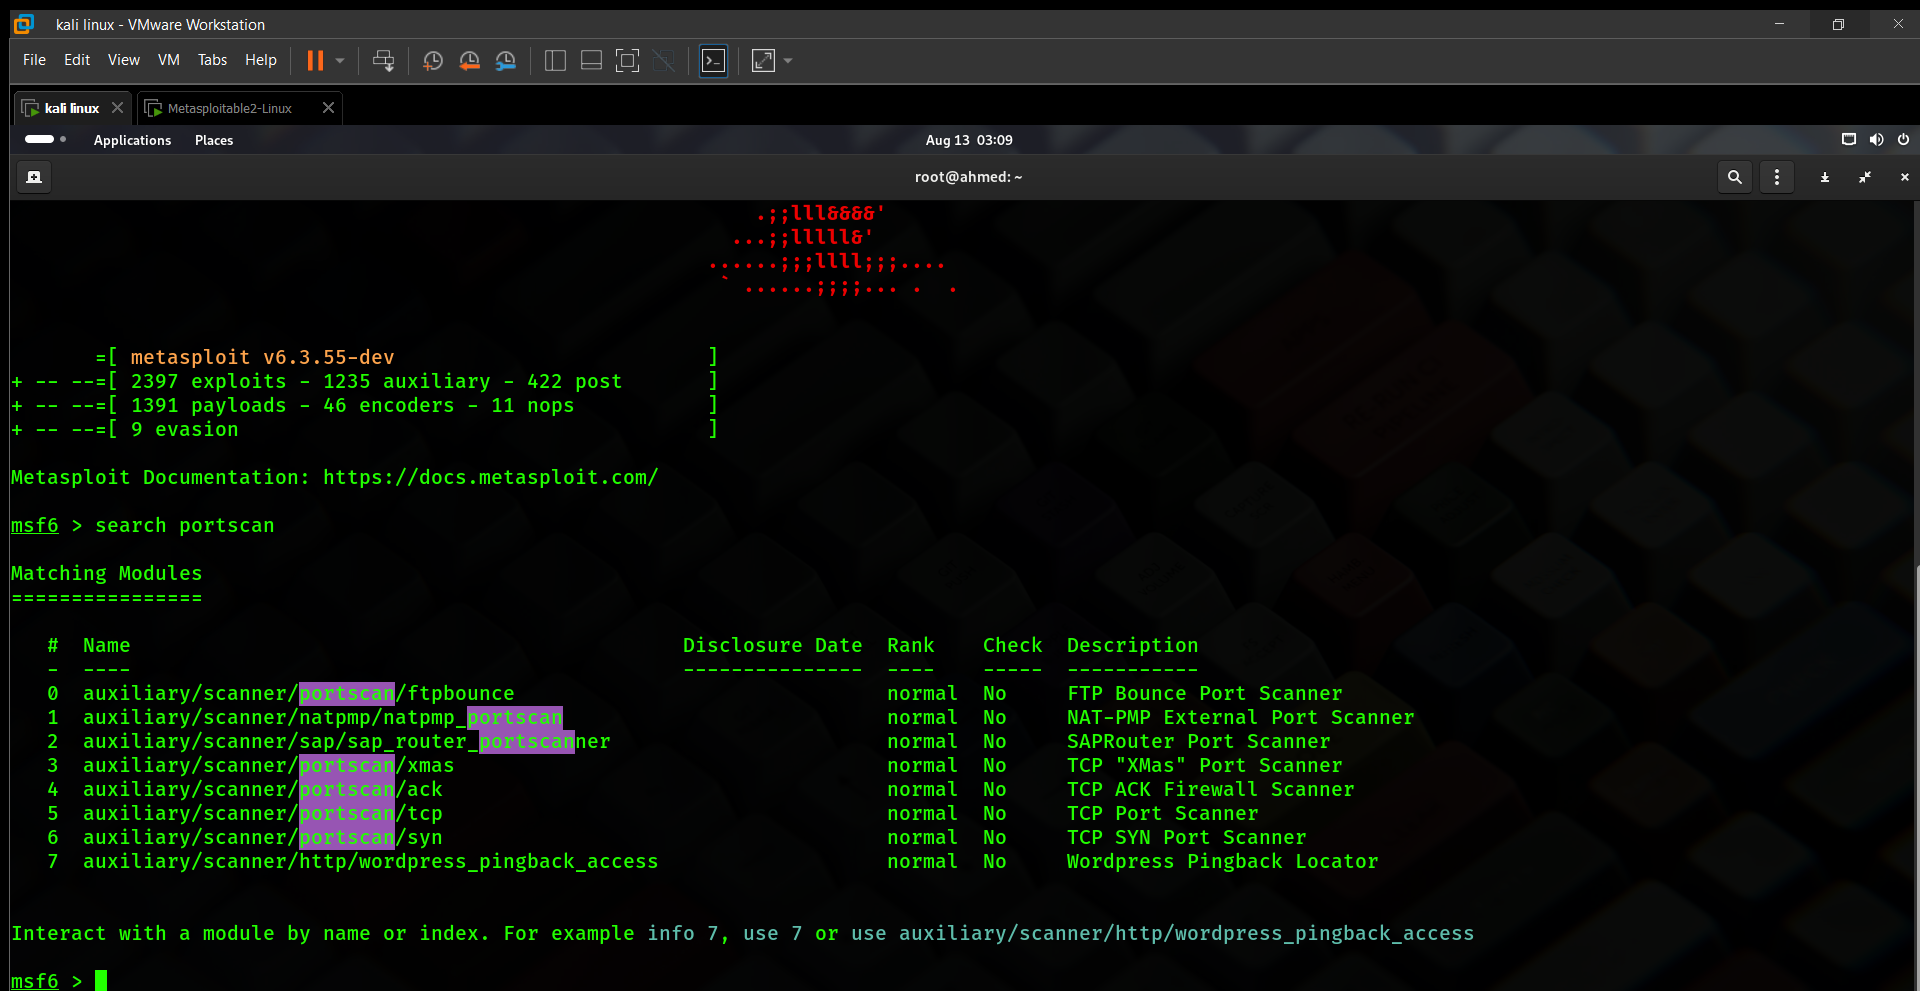 kali linux - VMware Workstation
File Edit View VM Tabs Help
kali linux Metasploitable2-Linux
Applications Places Aug 13 03:09
root@ahmed: ~
.;;lll&&&&'
...;;lllll&'
......;;;llll;;;....
` ......;;;;... .  .
=[ metasploit v6.3.55-dev ]
+ -- --=[ 2397 exploits - 1235 auxiliary - 422 post ]
+ -- --=[ 1391 payloads - 46 encoders - 11 nops ]
+ -- --=[ 9 evasion ]
Metasploit Documentation: https://docs.metasploit.com/
msf6 > search portscan
Matching Modules
================
# Name Disclosure Date Rank Check Description
- ---- --------------- ---- ----- -----------
0 auxiliary/scanner/portscan/ftpbounce normal No FTP Bounce Port Scanner
1 auxiliary/scanner/natpmp/natpmp_portscan normal No NAT-PMP External Port Scanner
2 auxiliary/scanner/sap/sap_router_portscanner normal No SAPRouter Port Scanner
3 auxiliary/scanner/portscan/xmas normal No TCP "XMas" Port Scanner
4 auxiliary/scanner/portscan/ack normal No TCP ACK Firewall Scanner
5 auxiliary/scanner/portscan/tcp normal No TCP Port Scanner
6 auxiliary/scanner/portscan/syn normal No TCP SYN Port Scanner
7 auxiliary/scanner/http/wordpress_pingback_access normal No Wordpress Pingback Locator
Interact with a module by name or index. For example info 7, use 7 or use auxiliary/scanner/http/wordpress_pingback_access
msf6 >